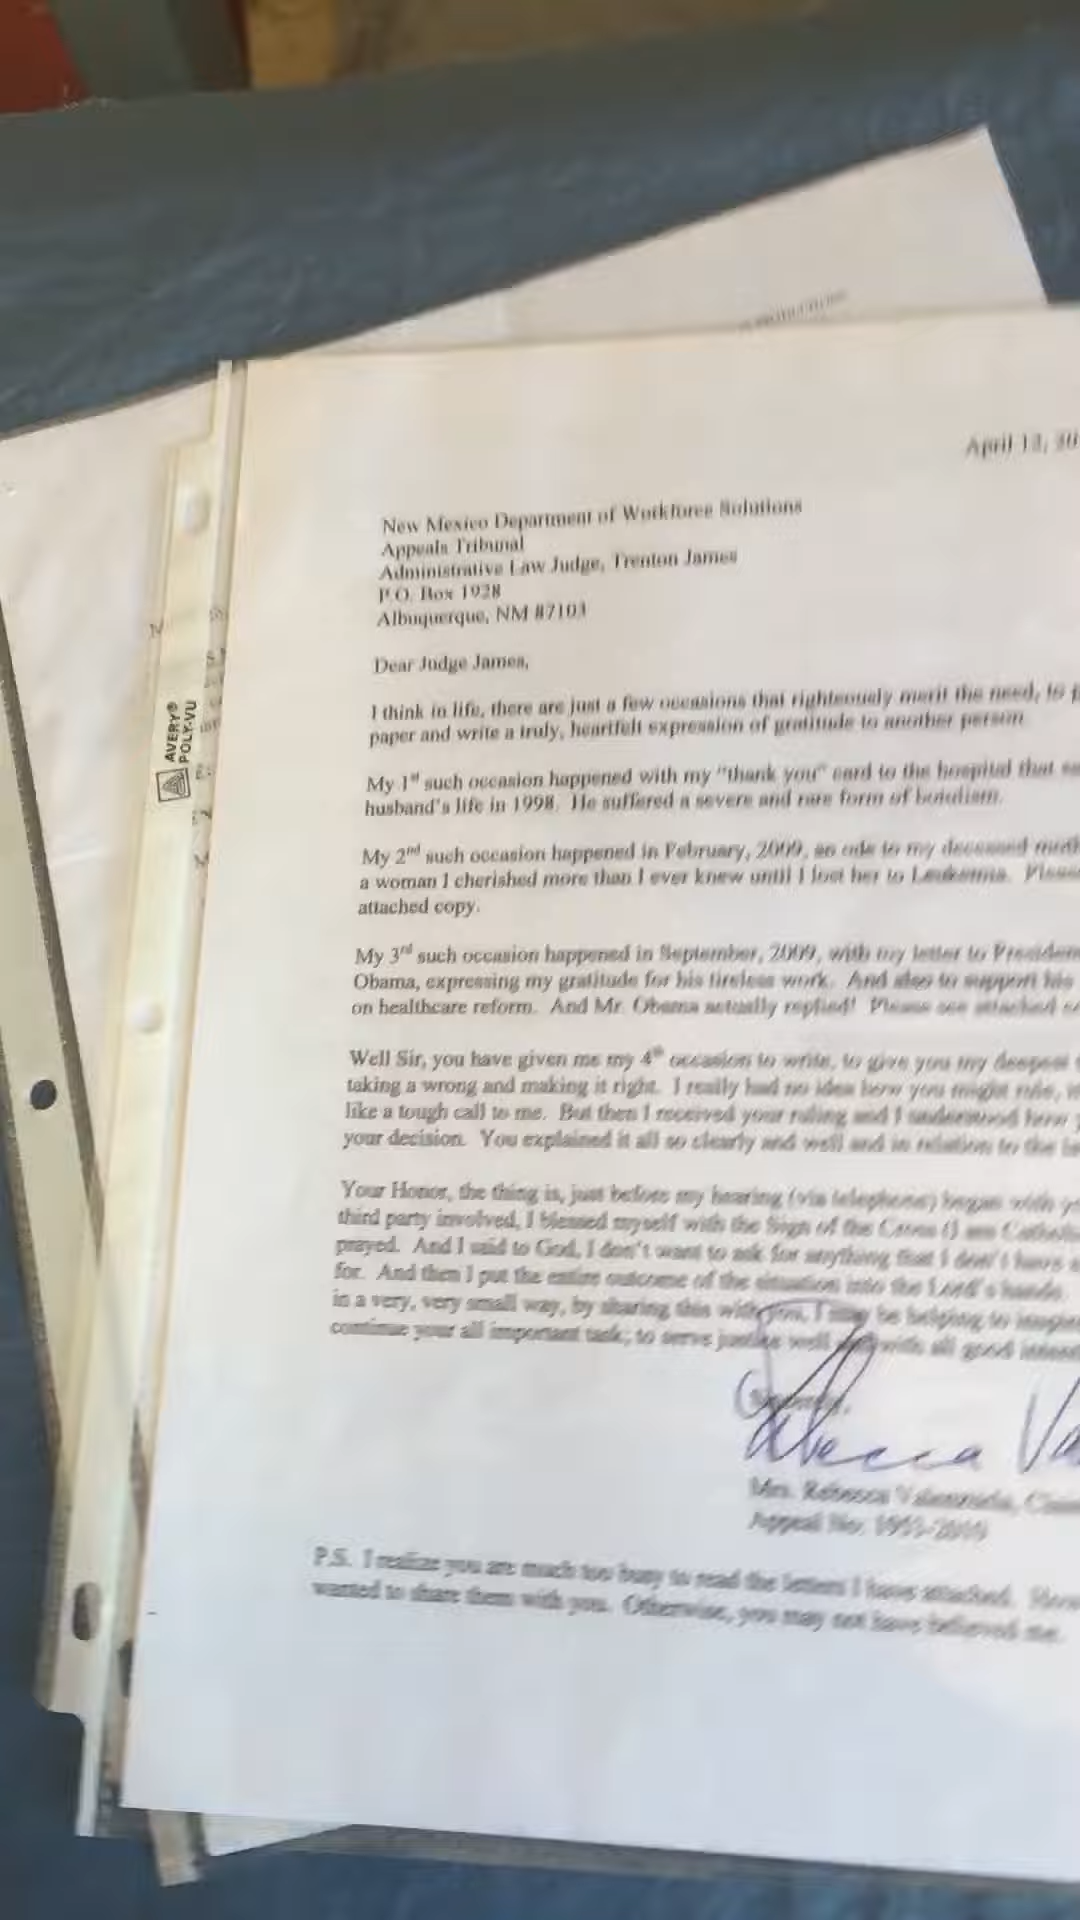 April 12, 20
New Mexico Department of Workforce Solutions
Appeals Tribunal
Administrative Law Judge, Trenton James
P.O. Box 1928
Albuquerque, NM 87103
Dear Judge James,
I think in life, there are just a few occasions that righteously merit the need, to p
paper and write a truly, heartfelt expression of gratitude to another person
My 1st such occasion happened with my "thank you" card to the hospital that sa
husband's life in 1998. He suffered a severe and rare form of botulism.
My 2nd such occasion happened in February, 2009, an ode to my deceased moth
a woman I cherished more than I ever knew until I lost her to Leukemia. Please
attached copy.
My 3rd such occasion happened in September, 2009, with my letter to Presiden
Obama, expressing my gratitude for his tireless work. And also to support his
on healthcare reform. And Mr. Obama actually replied! Please see attached co
Well Sir, you have given me my 4th occasion to write, to give you my deepest
taking a wrong and making it right. I really had no idea how you might rule,
like a tough call to me. But then I received your ruling and I understood how y
your decision. You explained it all so clearly and well and in relation to the la
Your Honor, the thing is, just before my hearing (via telephone) began with y
third party involved, I blessed myself with the Sign of the Cross (I am Catholic
prayed. And I said to God, I don't want to ask for anything that I don't have a
for. And then I put the entire outcome of the situation into the Lord's hands.
in a very, very small way, by sharing this with you, I may be helping to
continue your all important task; to serve justice well with all good
Sincerely,
Rebecca Va
Mrs. Rebecca Valenzuela,
Appeal No:
P.S. I realize you are much too busy to read the letters I have attached.
wanted to share them with you. Otherwise, you may not have believed me.
AVERY®
POLY-VU